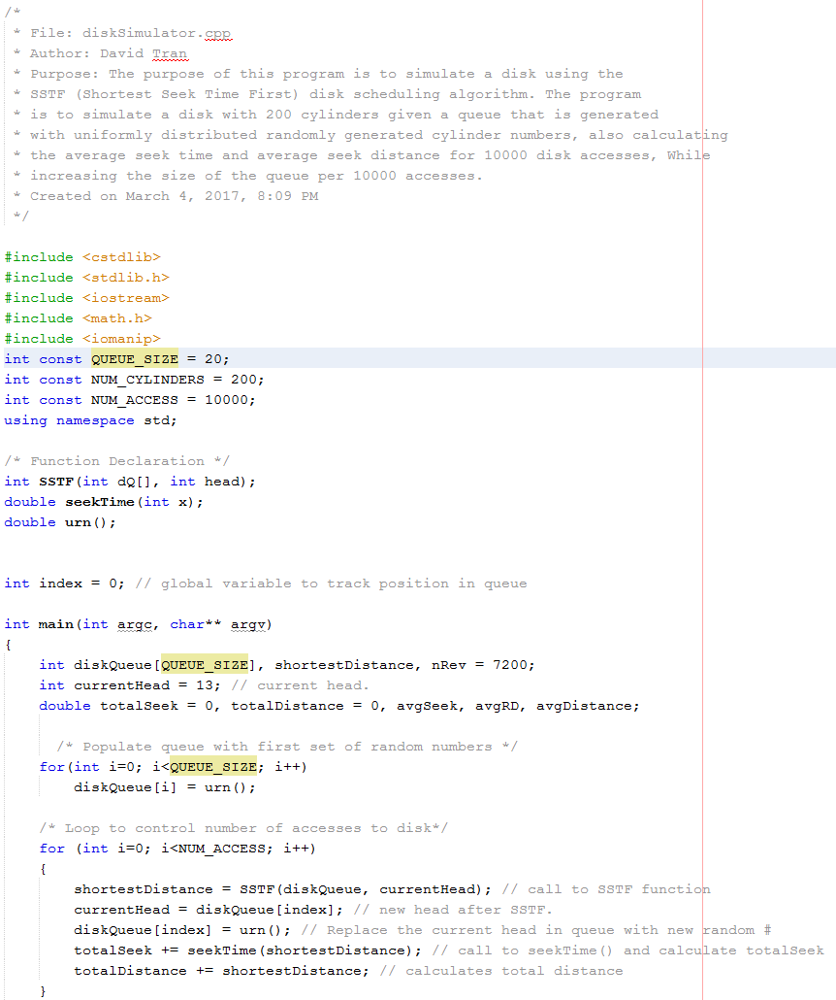 /*
 * File: diskSimulator.cpp
 * Author: David Tran
 * Purpose: The purpose of this program is to simulate a disk using the
 * SSTF (Shortest Seek Time First) disk scheduling algorithm. The program
 * is to simulate a disk with 200 cylinders given a queue that is generated
 * with uniformly distributed randomly generated cylinder numbers, also calculating
 * the average seek time and average seek distance for 10000 disk accesses, While
 * increasing the size of the queue per 10000 accesses.
 * Created on March 4, 2017, 8:09 PM
 */

#include <cstdlib>
#include <stdlib.h>
#include <iostream>
#include <math.h>
#include <iomanip>
int const QUEUE_SIZE = 20;
int const NUM_CYLINDERS = 200;
int const NUM_ACCESS = 10000;
using namespace std;

/* Function Declaration */
int SSTF(int dQ[], int head);
double seekTime(int x);
double urn();


int index = 0; // global variable to track position in queue

int main(int argc, char** argv)
{
    int diskQueue[QUEUE_SIZE], shortestDistance, nRev = 7200;
    int currentHead = 13; // current head.
    double totalSeek = 0, totalDistance = 0, avgSeek, avgRD, avgDistance;

      /* Populate queue with first set of random numbers */
    for(int i=0; i<QUEUE_SIZE; i++)
        diskQueue[i] = urn();

    /* Loop to control number of accesses to disk*/
    for (int i=0; i<NUM_ACCESS; i++)
    {
        shortestDistance = SSTF(diskQueue, currentHead); // call to SSTF function
        currentHead = diskQueue[index]; // new head after SSTF.
        diskQueue[index] = urn(); // Replace the current head in queue with new random #
        totalSeek += seekTime(shortestDistance); // call to seekTime() and calculate totalSeek
        totalDistance += shortestDistance; // calculates total distance
    }